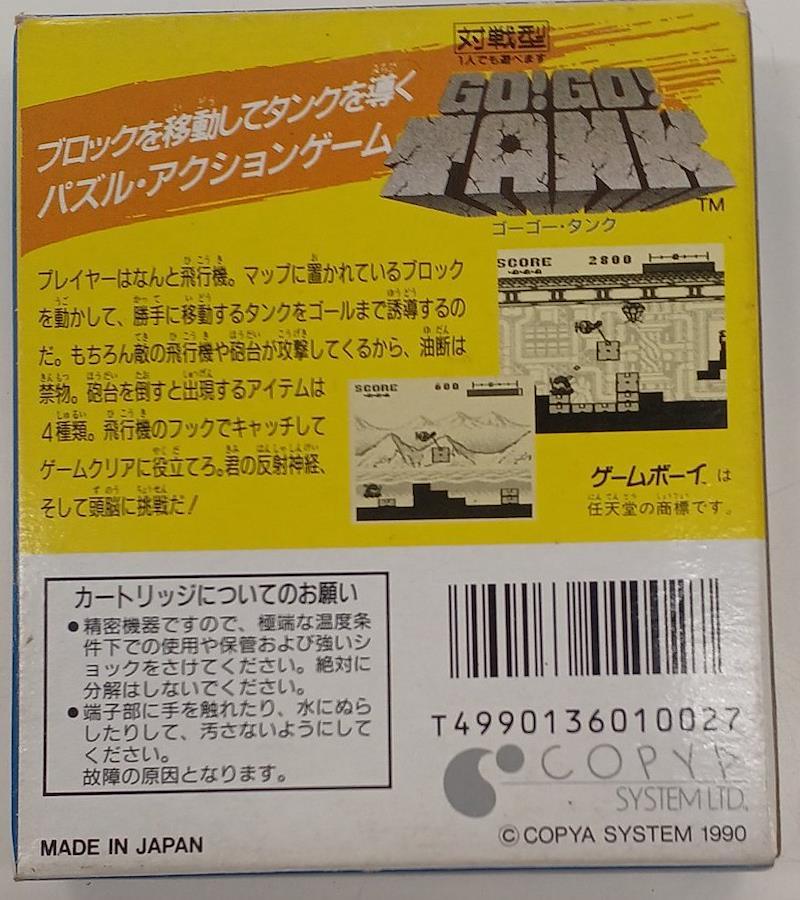 対戦型
1人でも遊べます
GO!GO!
TANK
TM
ゴーゴー・タンク
ブロックを移動してタンクを導く
パズル・アクションゲーム
プレイヤーはなんと飛行機。マップに置かれているブロック
を動かして、勝手に移動するタンクをゴールまで誘導するの
だ。もちろん敵の飛行機や砲台が攻撃してくるから、油断は
禁物。砲台を倒すと出現するアイテムは
4種類。飛行機のフックでキャッチして
ゲームクリアに役立てろ。君の反射神経、
そして頭脳に挑戦だ!
SCORE 2800
SCORE 600
ゲームボーイは
任天堂の商標です。
カートリッジについてのお願い
●精密機器ですので、極端な温度条
件下での使用や保管および強いシ
ョックをさけてください。絶対に
分解はしないでください。
●端子部に手を触れたり、水にぬら
したりして、汚さないようにして
ください。
故障の原因となります。
T4990136010027
COPYA
SYSTEM LTD.
MADE IN JAPAN
©COPYA SYSTEM 1990